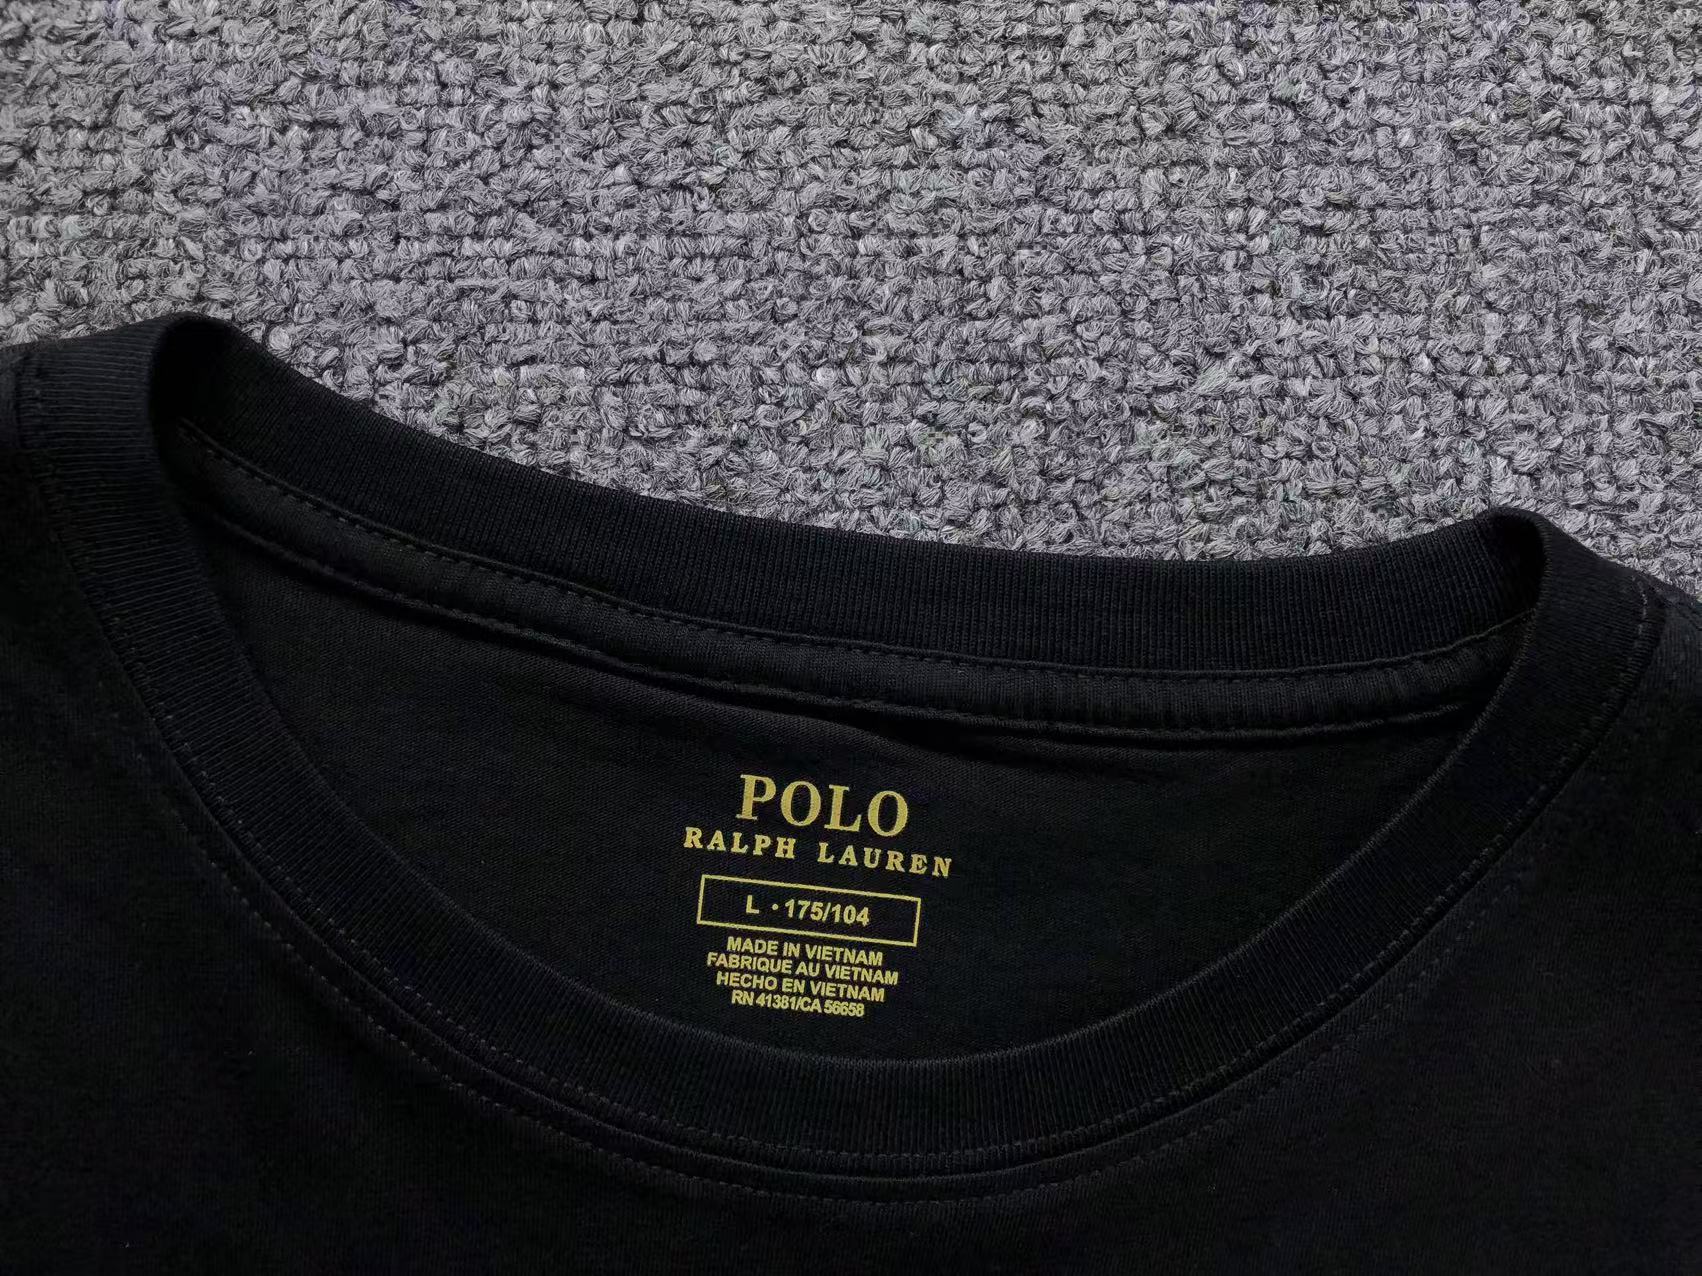 POLO
RALPH LAUREN
L · 175/104
MADE IN VIETNAM
FABRIQUE AU VIETNAM
HECHO EN VIETNAM
RN 41381/CA 56658